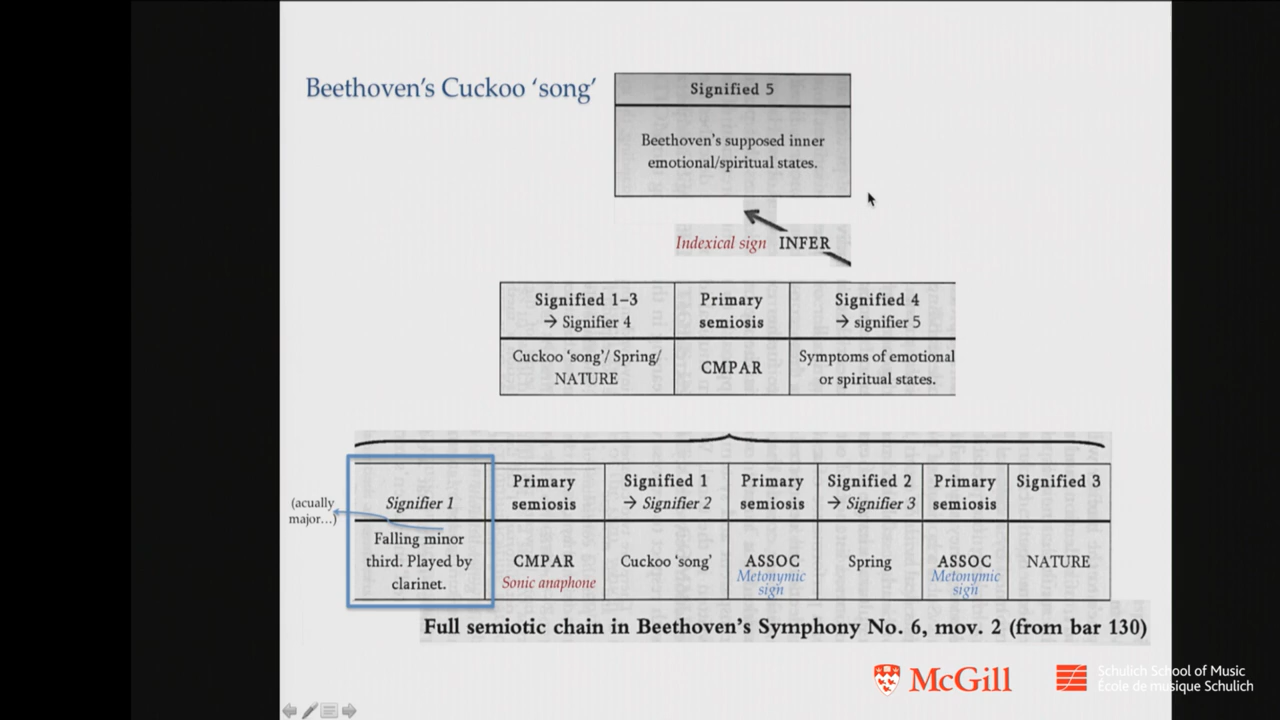 Beethoven's Cuckoo 'song'
Signified 5
Beethoven's supposed inner
emotional/spiritual states.
Indexical sign INFER
Signified 1–3
→ Signifier 4
Primary
semiosis
Signified 4
→ signifier 5
Cuckoo 'song'/ Spring/
NATURE
CMPAR
Symptoms of emotional
or spiritual states.
(acually
major...)
Signifier 1
Primary
semiosis
Signified 1
→ Signifier 2
Primary
semiosis
Signified 2
→ Signifier 3
Primary
semiosis
Signified 3
Falling minor
third. Played by
clarinet.
CMPAR
Sonic anaphone
Cuckoo 'song'
ASSOC
Metonymic
sign
Spring
ASSOC
Metonymic
sign
NATURE
Full semiotic chain in Beethoven's Symphony No. 6, mov. 2 (from bar 130)
McGill
Schulich School of Music
École de musique Schulich